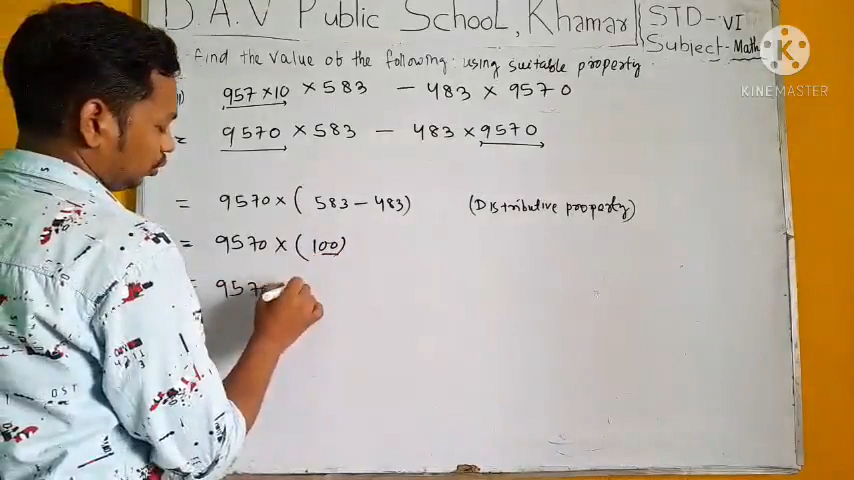 D.A.V Public School, Khamar
STD-VI
Subject-Math
Find the value of the following: using suitable property.
957×10 ×583 - 483 × 9570
= 9570 ×583 - 483 ×9570
= 9570×( 583-483) (Distributive property)
= 9570 × (100)
= 957
K
KINEMASTER